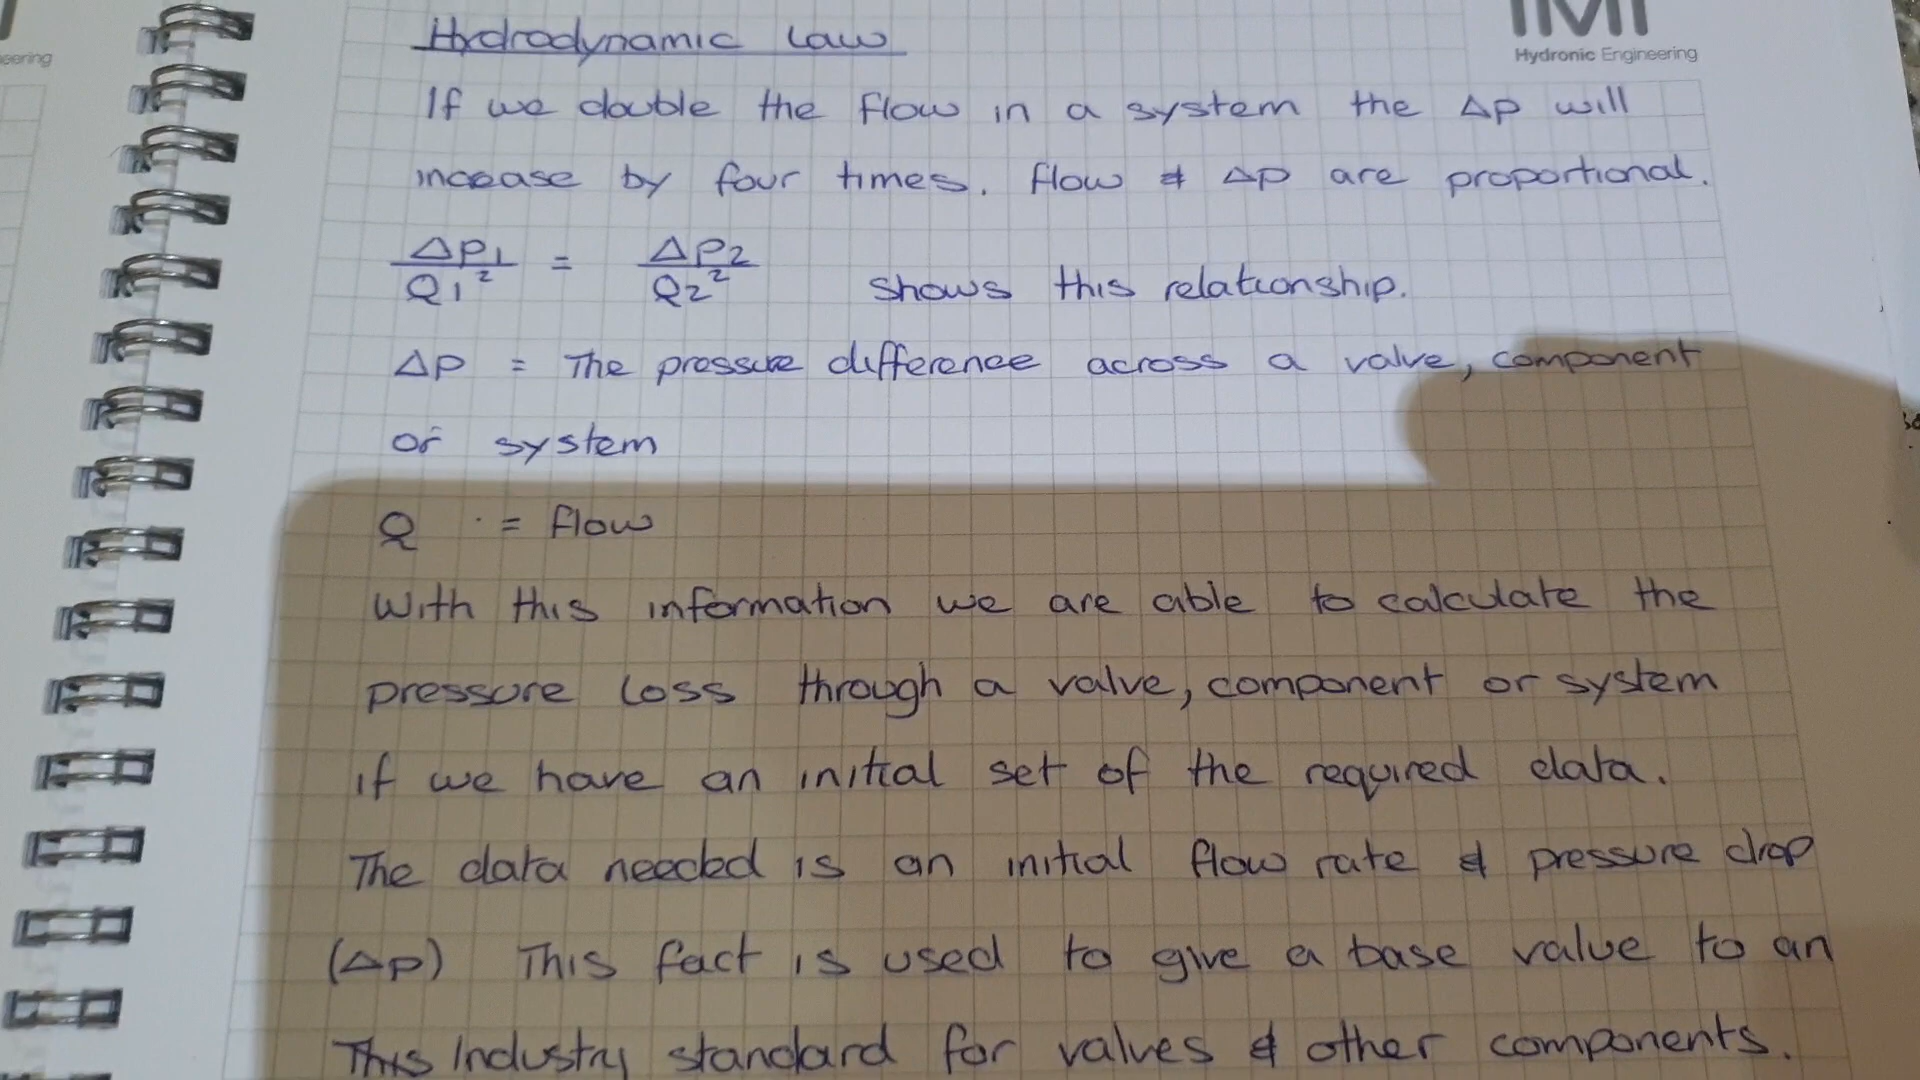 Hydrodynamic Law
IMI
Hydronic Engineering
eering
If we double the flow in a system the Δp will
increase by four times. Flow & Δp are proportional.
Δp1 / Q1² = Δp2 / Q2² shows this relationship.
Δp = The pressure difference across a valve, component
or system
Q = flow
With this information we are able to calculate the
pressure loss through a valve, component or system
if we have an initial set of the required data.
The data needed is an initial flow rate & pressure drop
(Δp) This fact is used to give a base value to an
This Industry standard for valves & other components.